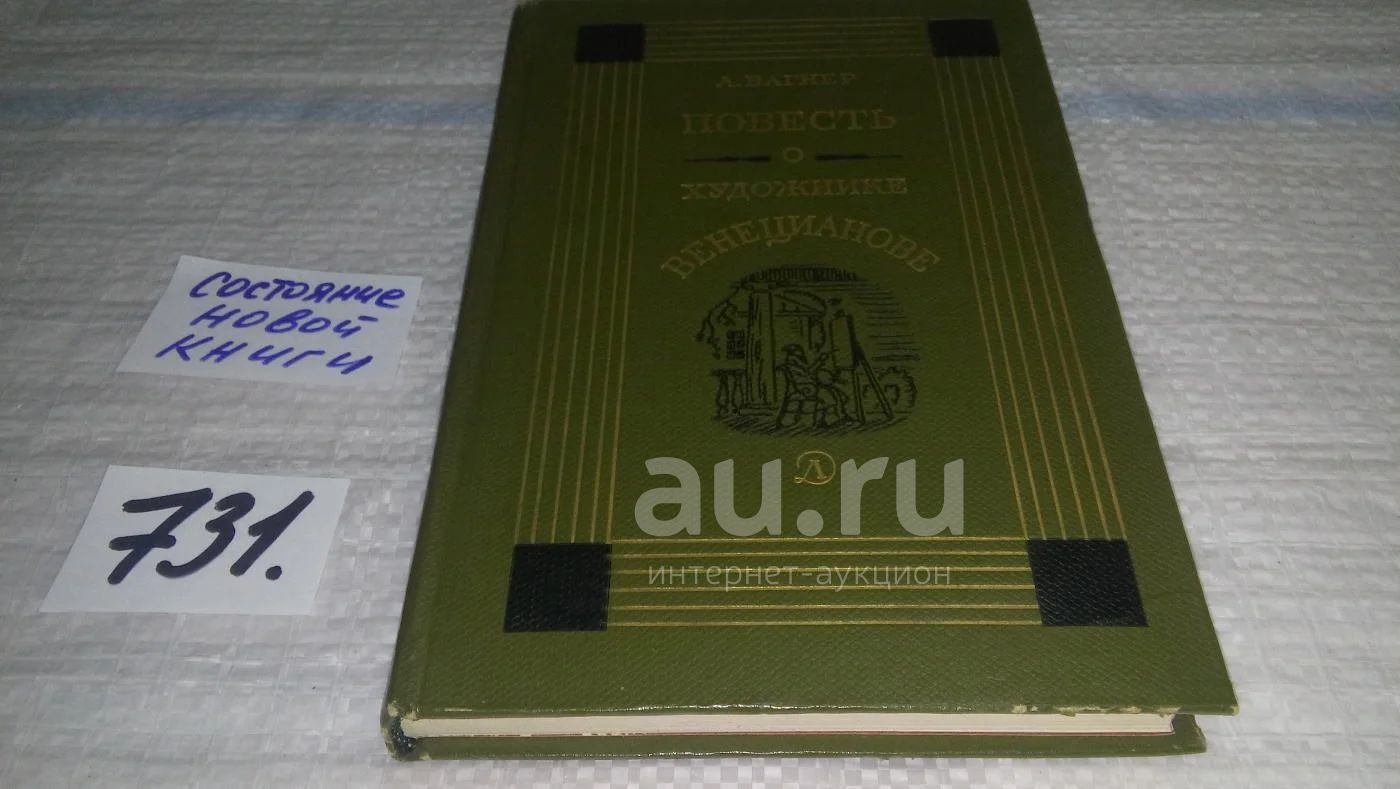 Л. ВАГНЕР
ПОВЕСТЬ
О
ХУДОЖНИКЕ
ВЕНЕЦИАНОВЕ
СОСТОЯНИЕ
НОВОЙ
КНИГИ
731.
au.ru
интернет-аукцион